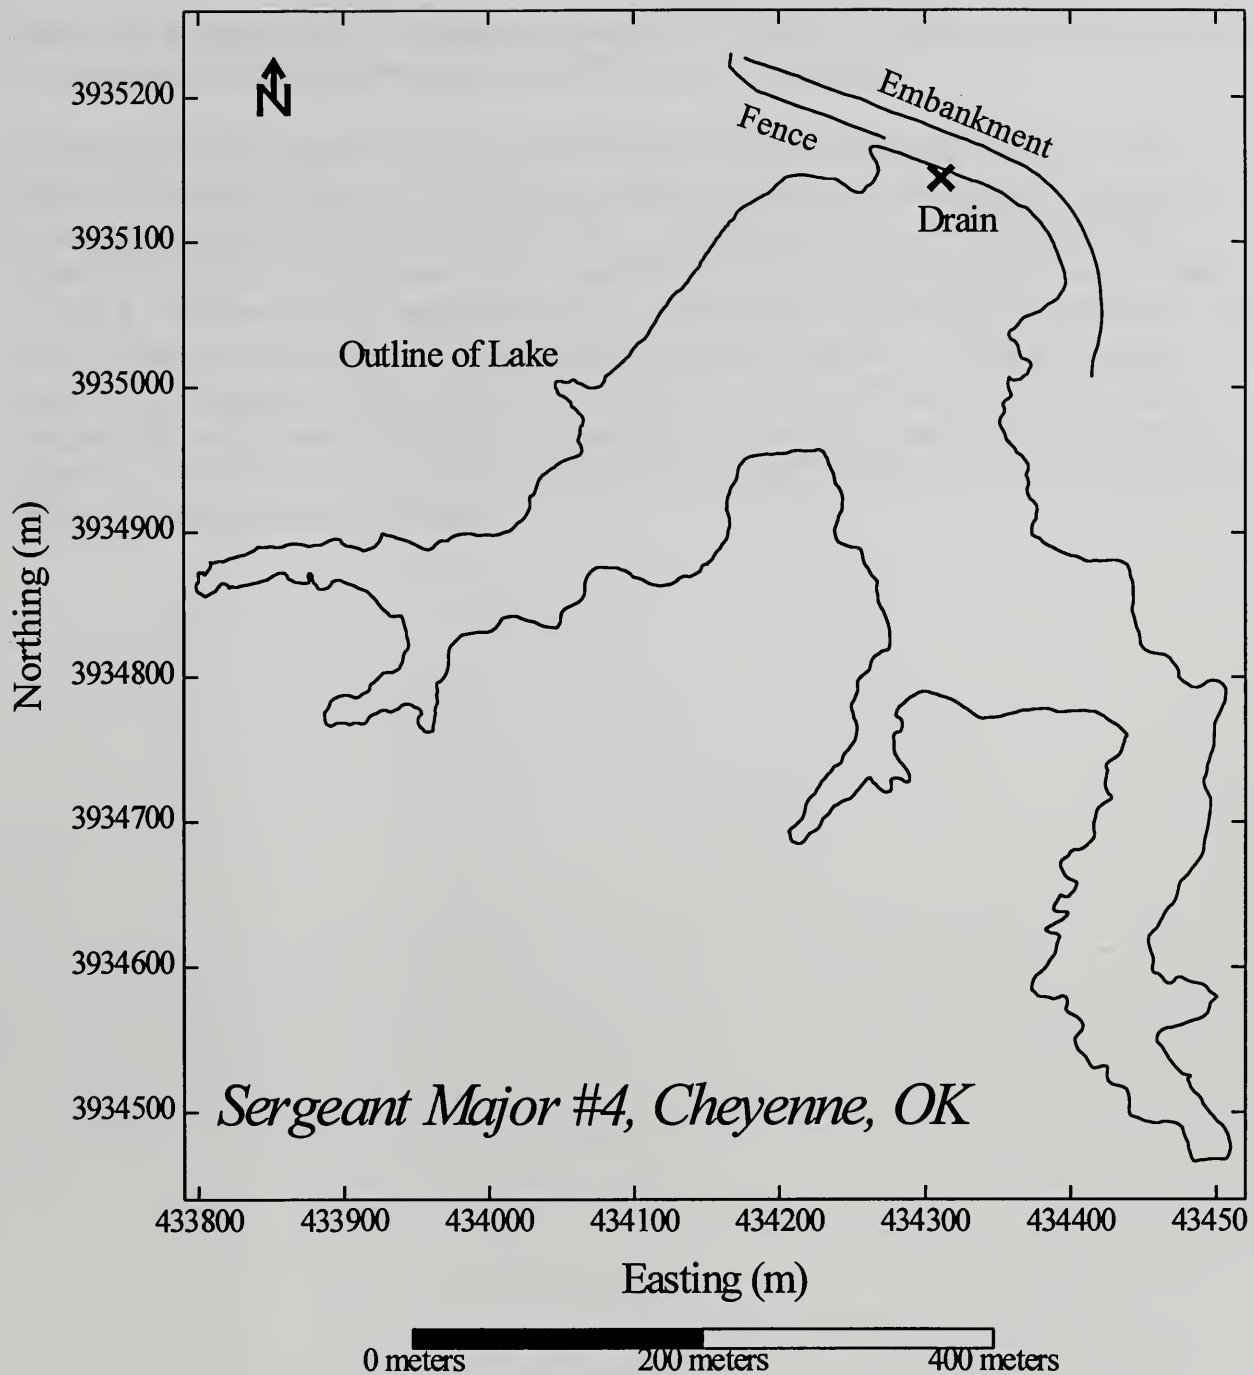 N
Embankment
Fence
Drain
Outline of Lake
Northing (m)
3935200
3935100
3935000
3934900
3934800
3934700
3934600
3934500
Sergeant Major #4, Cheyenne, OK
433800 433900 434000 434100 434200 434300 434400 43450
Easting (m)
0 meters 200 meters 400 meters